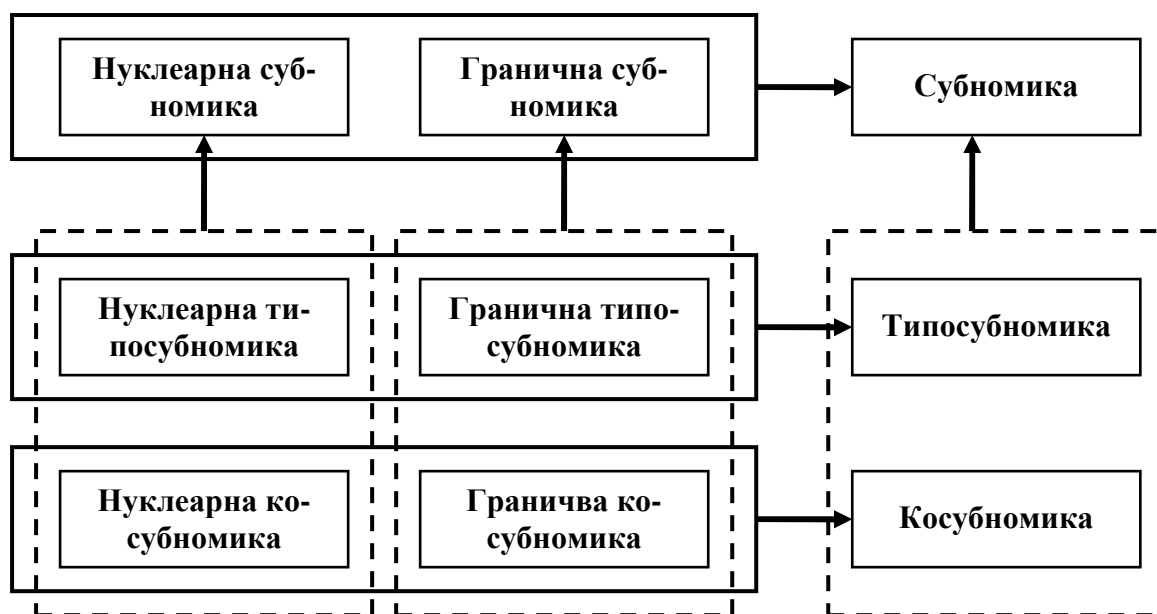 Нуклеарна суб-
номика
Гранична суб-
номика
Субномика
Нуклеарна ти-
посубномика
Гранична типо-
субномика
Типосубномика
Нуклеарна ко-
субномика
Граничва ко-
субномика
Косубномика